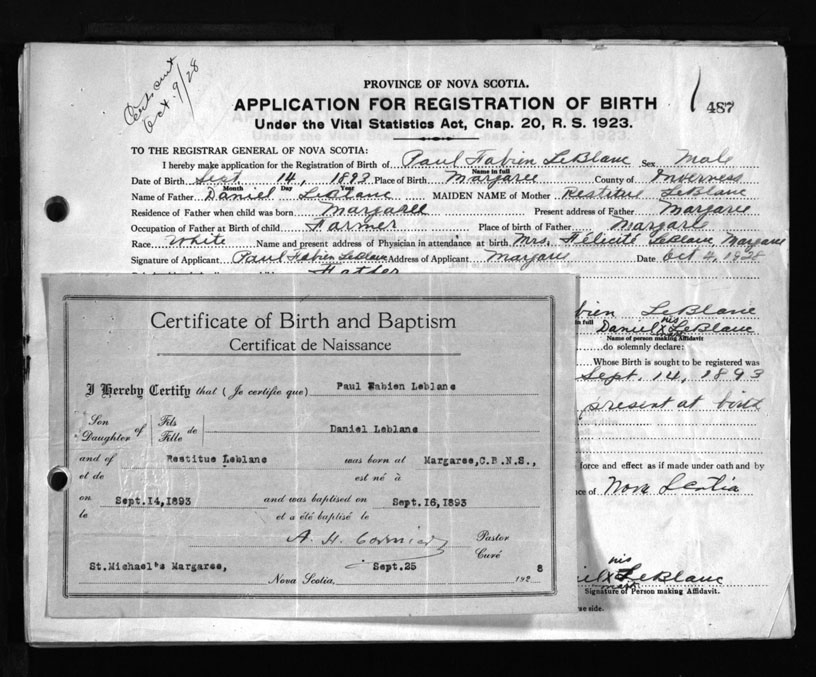 Cert. sent
Oct. 9/28
PROVINCE OF NOVA SCOTIA.
APPLICATION FOR REGISTRATION OF BIRTH
487
Under the Vital Statistics Act, Chap. 20, R. S. 1923.
TO THE REGISTRAR GENERAL OF NOVA SCOTIA:
I hereby make application for the Registration of Birth of Paul Fabien LeBlanc Sex Male
Name in full
Date of Birth Sept 14, 1893 Place of Birth Margaree County of Inverness
Month Day Year
Name of Father Daniel LeBlanc MAIDEN NAME of Mother Restitue LeBlanc
Residence of Father when child was born Margaree Present address of Father Margaree
Occupation of Father at Birth of child Farmer Place of birth of Father Margaree
Race White Name and present address of Physician in attendance at birth Mrs. Félicité LeBlanc, Margaree
Signature of Applicant Paul Fabien LeBlanc Address of Applicant Margaree Date Oct 4, 1928
Father
bien LeBlanc
in full
his
Daniel X LeBlanc
Name of person making Affidavit
do solemnly declare:
Whose Birth is sought to be registered was
Sept. 14, 1893
present at birth
force and effect as if made under oath and by
nce of Nova Scotia
his
iel X LeBlanc
mark
Signature of Person making Affidavit.
we side.
Certificate of Birth and Baptism
Certificat de Naissance
I Hereby Certify that (Je certifie que) Paul Fabien Leblanc
Son Fils
of de Daniel Leblanc
Daughter Fille
and of Restitue Leblanc was born at Margaree,C.B.N.S.,
et de est né à
on Sept.14,1893 and was baptised on Sept.16,1893
le et a été baptisé le
A. H. Cormier Pastor
Curé
St.Michael's Margaree, Sept.25 8
Nova Scotia, 192